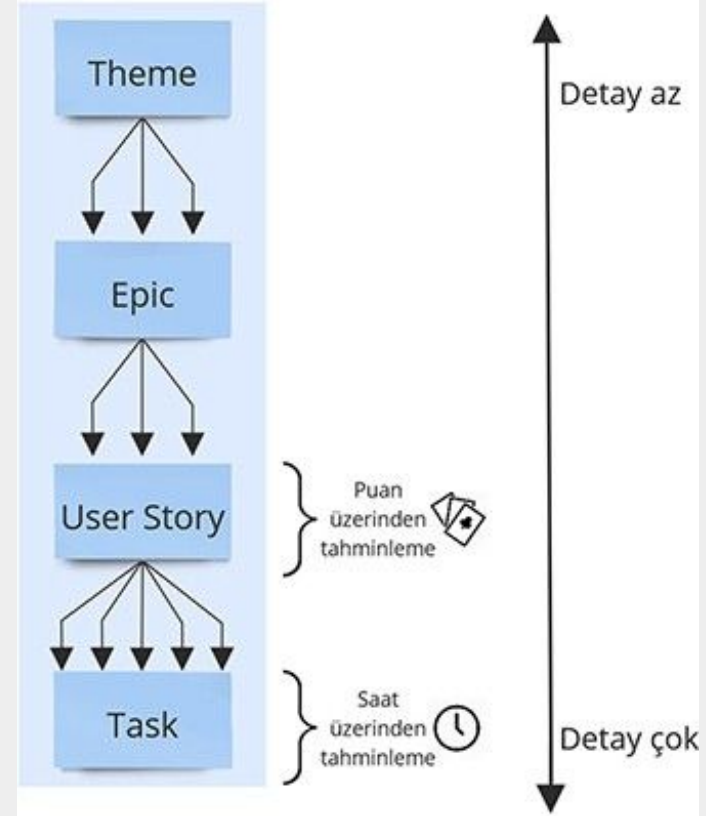 Theme
Detay az
Epic
User Story
Puan
üzerinden
tahminleme
Task
Saat
üzerinden
tahminleme
Detay çok